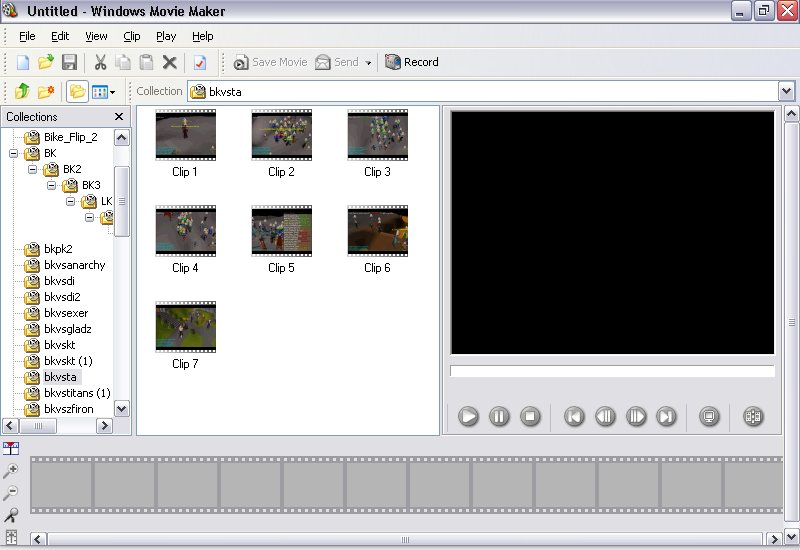 Untitled - Windows Movie Maker
File Edit View Clip Play Help
Save Movie Send Record
Collection bkvsta
Collections
Bike_Flip_2
BK
BK2
BK3
LK
bkpk2
bkvsanarchy
bkvsdi
bkvsdi2
bkvsexer
bkvsgladz
bkvskt
bkvskt (1)
bkvsta
bkvstitans (1)
bkvszfiron
Clip 1 Clip 2 Clip 3
Clip 4 Clip 5 Clip 6
Clip 7